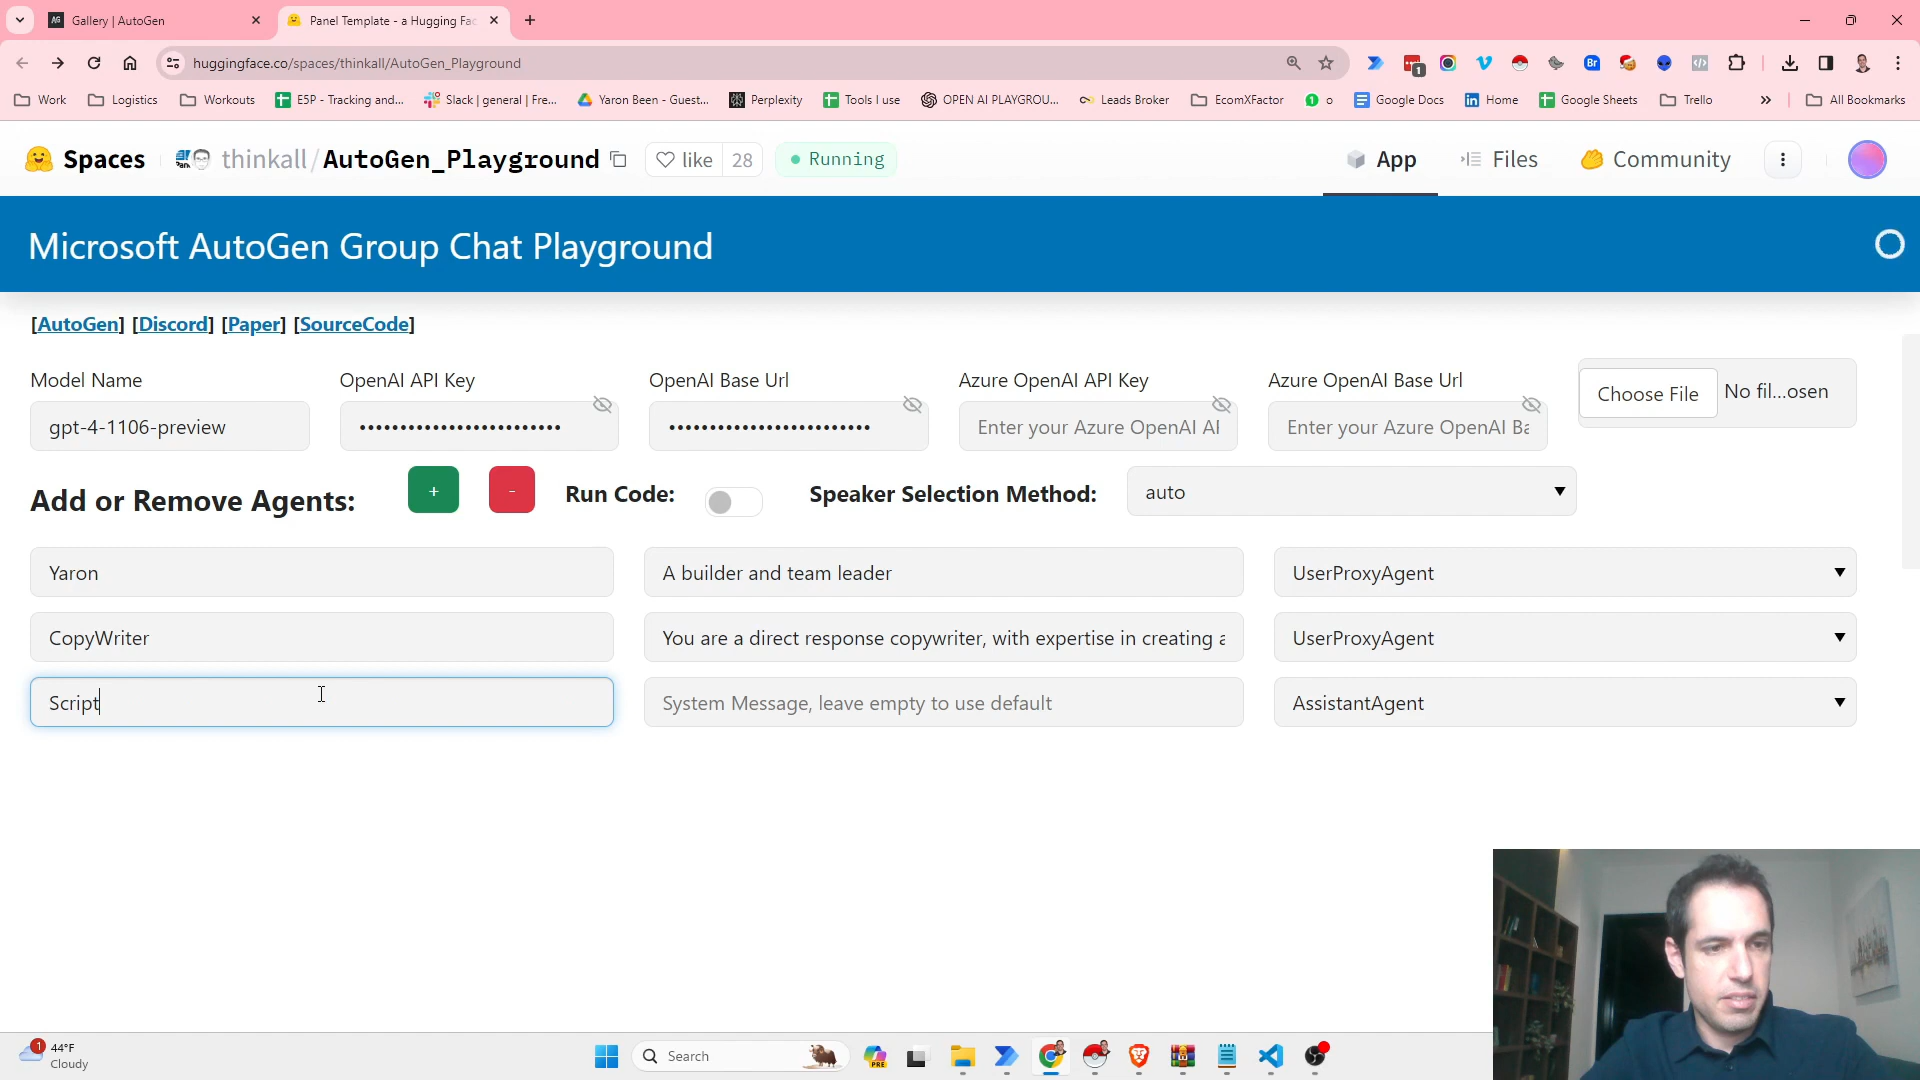 Gallery | AutoGen
Panel Template - a Hugging Fac
huggingface.co/spaces/thinkall/AutoGen_Playground
1
Work
Logistics
Workouts
E5P - Tracking and...
Slack | general | Fre...
Yaron Been - Guest...
Perplexity
Tools I use
OPEN AI PLAYGROU...
Leads Broker
EcomXFactor
1 o
Google Docs
Home
Google Sheets
Trello
All Bookmarks
Spaces
thinkall/AutoGen_Playground
like 28
Running
App
Files
Community
Microsoft AutoGen Group Chat Playground
[AutoGen] [Discord] [Paper] [SourceCode]
Model Name
OpenAI API Key
OpenAI Base Url
Azure OpenAI API Key
Azure OpenAI Base Url
gpt-4-1106-preview
Enter your Azure OpenAI AI
Enter your Azure OpenAI Ba
Choose File No fil...osen
Add or Remove Agents:
+
-
Run Code:
Speaker Selection Method:
auto
Yaron
A builder and team leader
UserProxyAgent
CopyWriter
You are a direct response copywriter, with expertise in creating a
UserProxyAgent
Script
System Message, leave empty to use default
AssistantAgent
1
44°F
Cloudy
Search
PRE